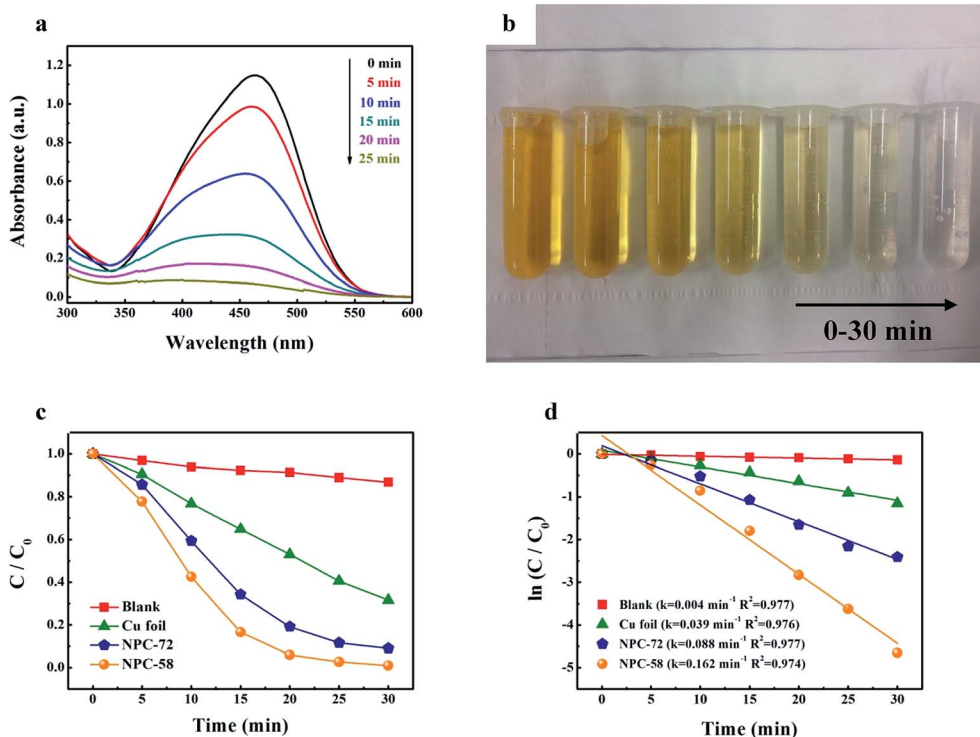 a
Absorbance (a.u.)
1.2
1.0
0.8
0.6
0.4
0.2
0.0
0 min
5 min
10 min
15 min
20 min
25 min
300
350
400
450
500
550
600
Wavelength (nm)
b
0-30 min
c
C / C₀
1.0
0.8
0.6
0.4
0.2
0.0
Blank
Cu foil
NPC-72
NPC-58
0
5
10
15
20
25
30
Time (min)
d
ln (C / C₀)
0
-1
-2
-3
-4
-5
Blank (k=0.004 min⁻¹ R²=0.977)
Cu foil (k=0.039 min⁻¹ R²=0.976)
NPC-72 (k=0.088 min⁻¹ R²=0.977)
NPC-58 (k=0.162 min⁻¹ R²=0.974)
0
5
10
15
20
25
30
Time (min)